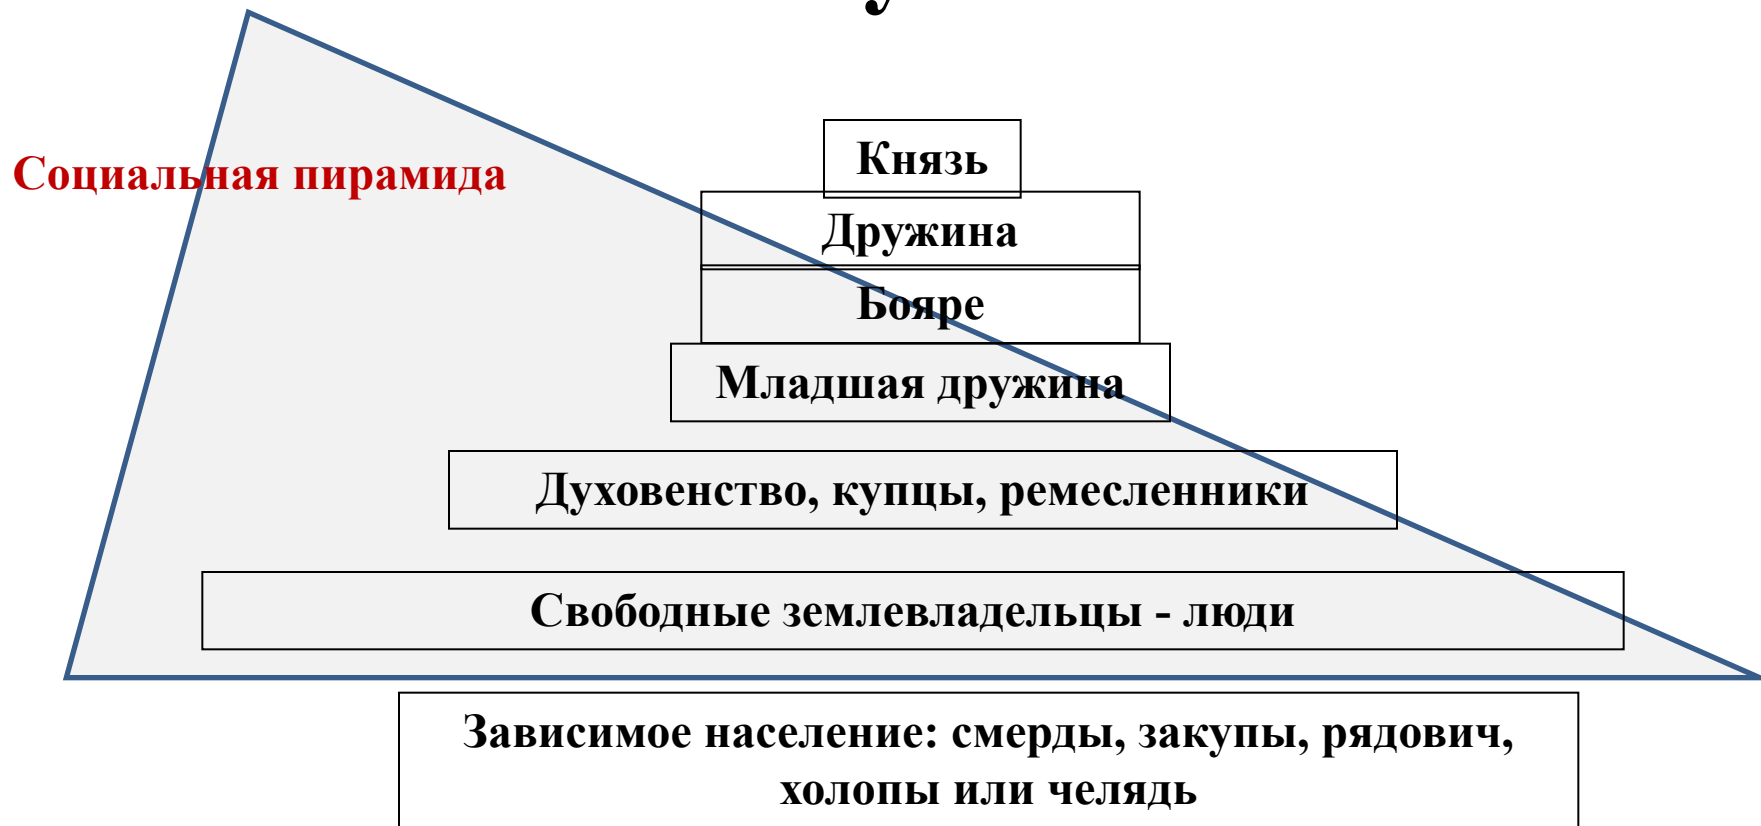 Социальная пирамида
Князь
Дружина
Бояре
Младшая дружина
Духовенство, купцы, ремесленники
Свободные землевладельцы - люди
Зависимое население: смерды, закупы, рядович,
холопы или челядь